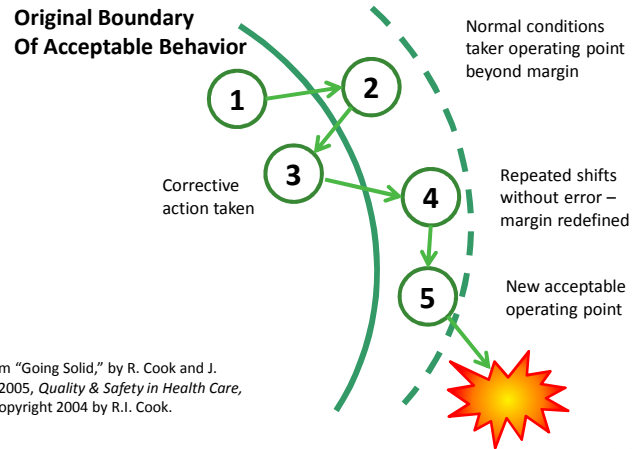 Original Boundary
Of Acceptable Behavior
Normal conditions
taker operating point
beyond margin
1
2
3
4
5
Corrective
action taken
Repeated shifts
without error –
margin redefined
New acceptable
operating point
“Going Solid,” by R. Cook and J.
2005, Quality & Safety in Health Care,
opyright 2004 by R.I. Cook.